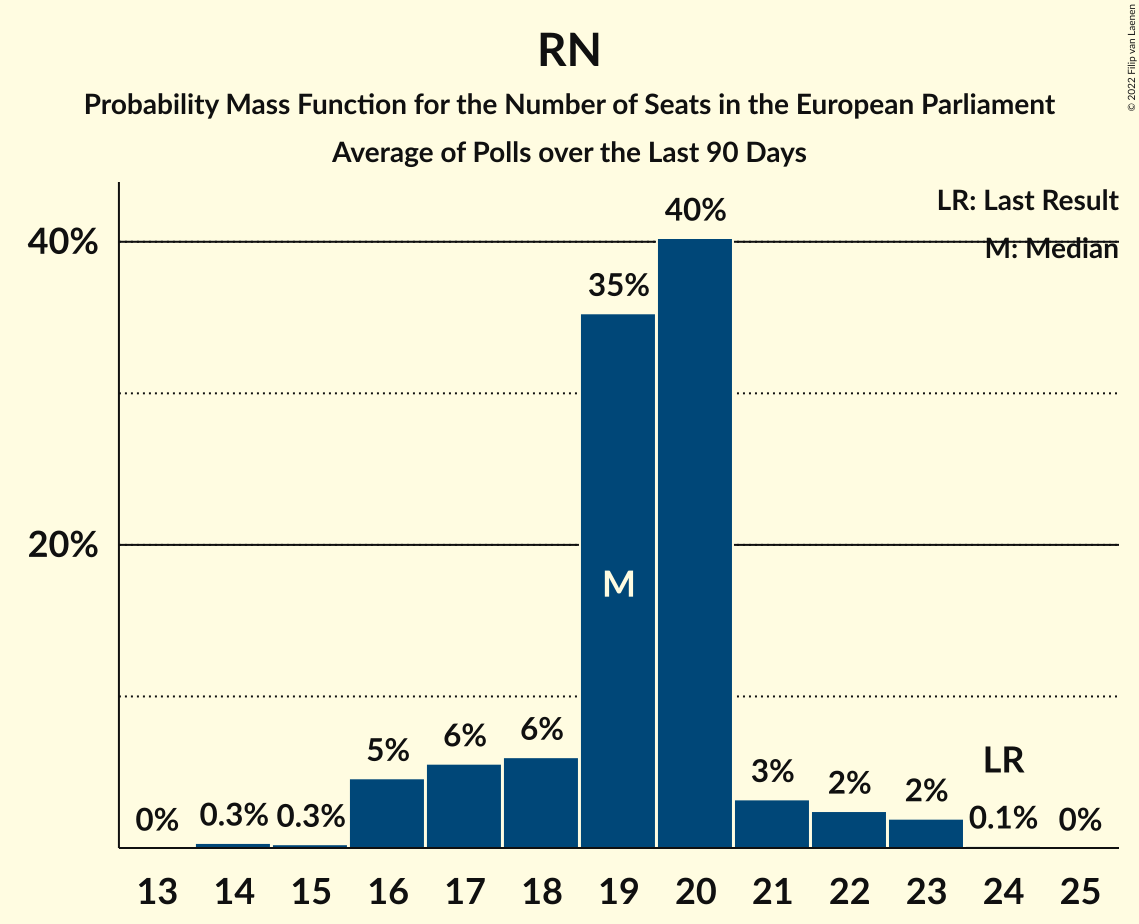 RN
Probability Mass Function for the Number of Seats in the European Parliament
Average of Polls over the Last 90 Days
© 2022 Filip van Laenen
LR: Last Result
M: Median
40%
20%
0%
0.3%
0.3%
5%
6%
6%
35%
40%
3%
2%
2%
0.1%
0%
M
LR
13 14 15 16 17 18 19 20 21 22 23 24 25